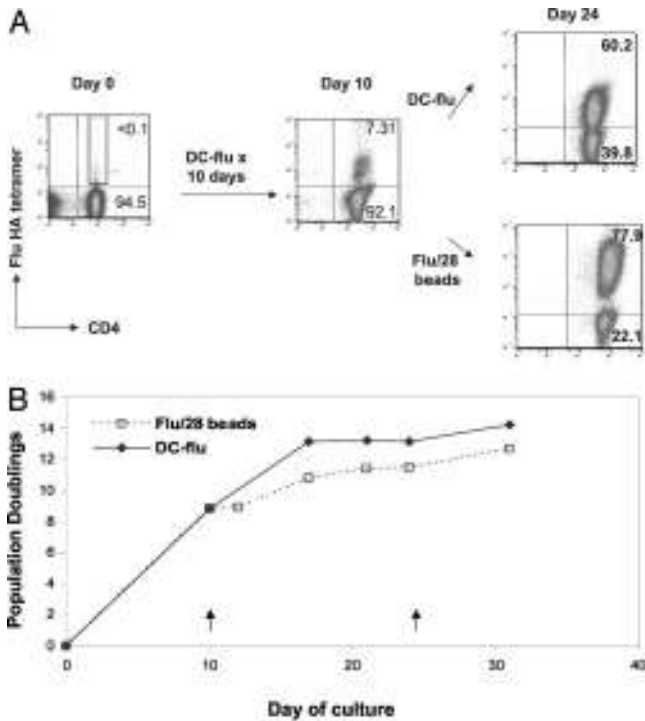 A
Day 0
Day 10
Day 24
Flu HA tetramer
<0.1
94.5
DC-flu x
10 days
7.31
92.1
DC-flu
60.2
39.8
Flu/28
beads
77.9
22.1
CD4
B
Population Doublings
16
14
12
10
8
6
4
2
0
Flu/28 beads
DC-flu
0 10 20 30 40
Day of culture